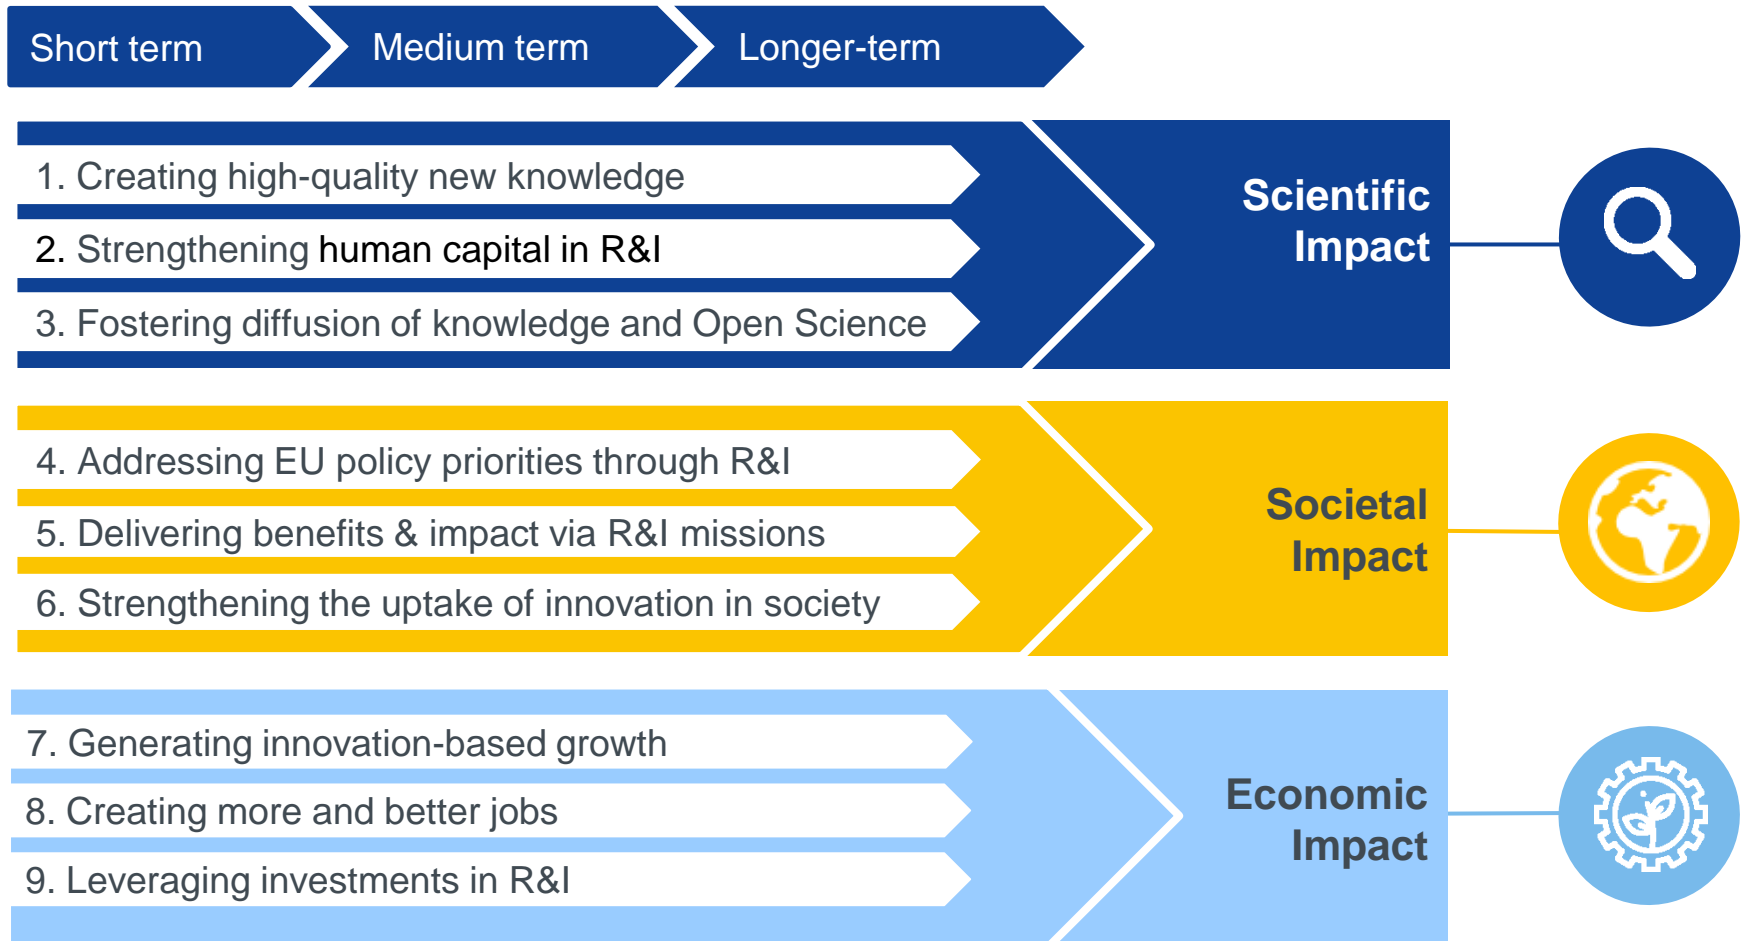 Short term
Medium term
Longer-term
1. Creating high-quality new knowledge
2. Strengthening human capital in R&I
3. Fostering diffusion of knowledge and Open Science
Scientific
Impact
4. Addressing EU policy priorities through R&I
5. Delivering benefits & impact via R&I missions
6. Strengthening the uptake of innovation in society
Societal
Impact
7. Generating innovation-based growth
8. Creating more and better jobs
9. Leveraging investments in R&I
Economic
Impact